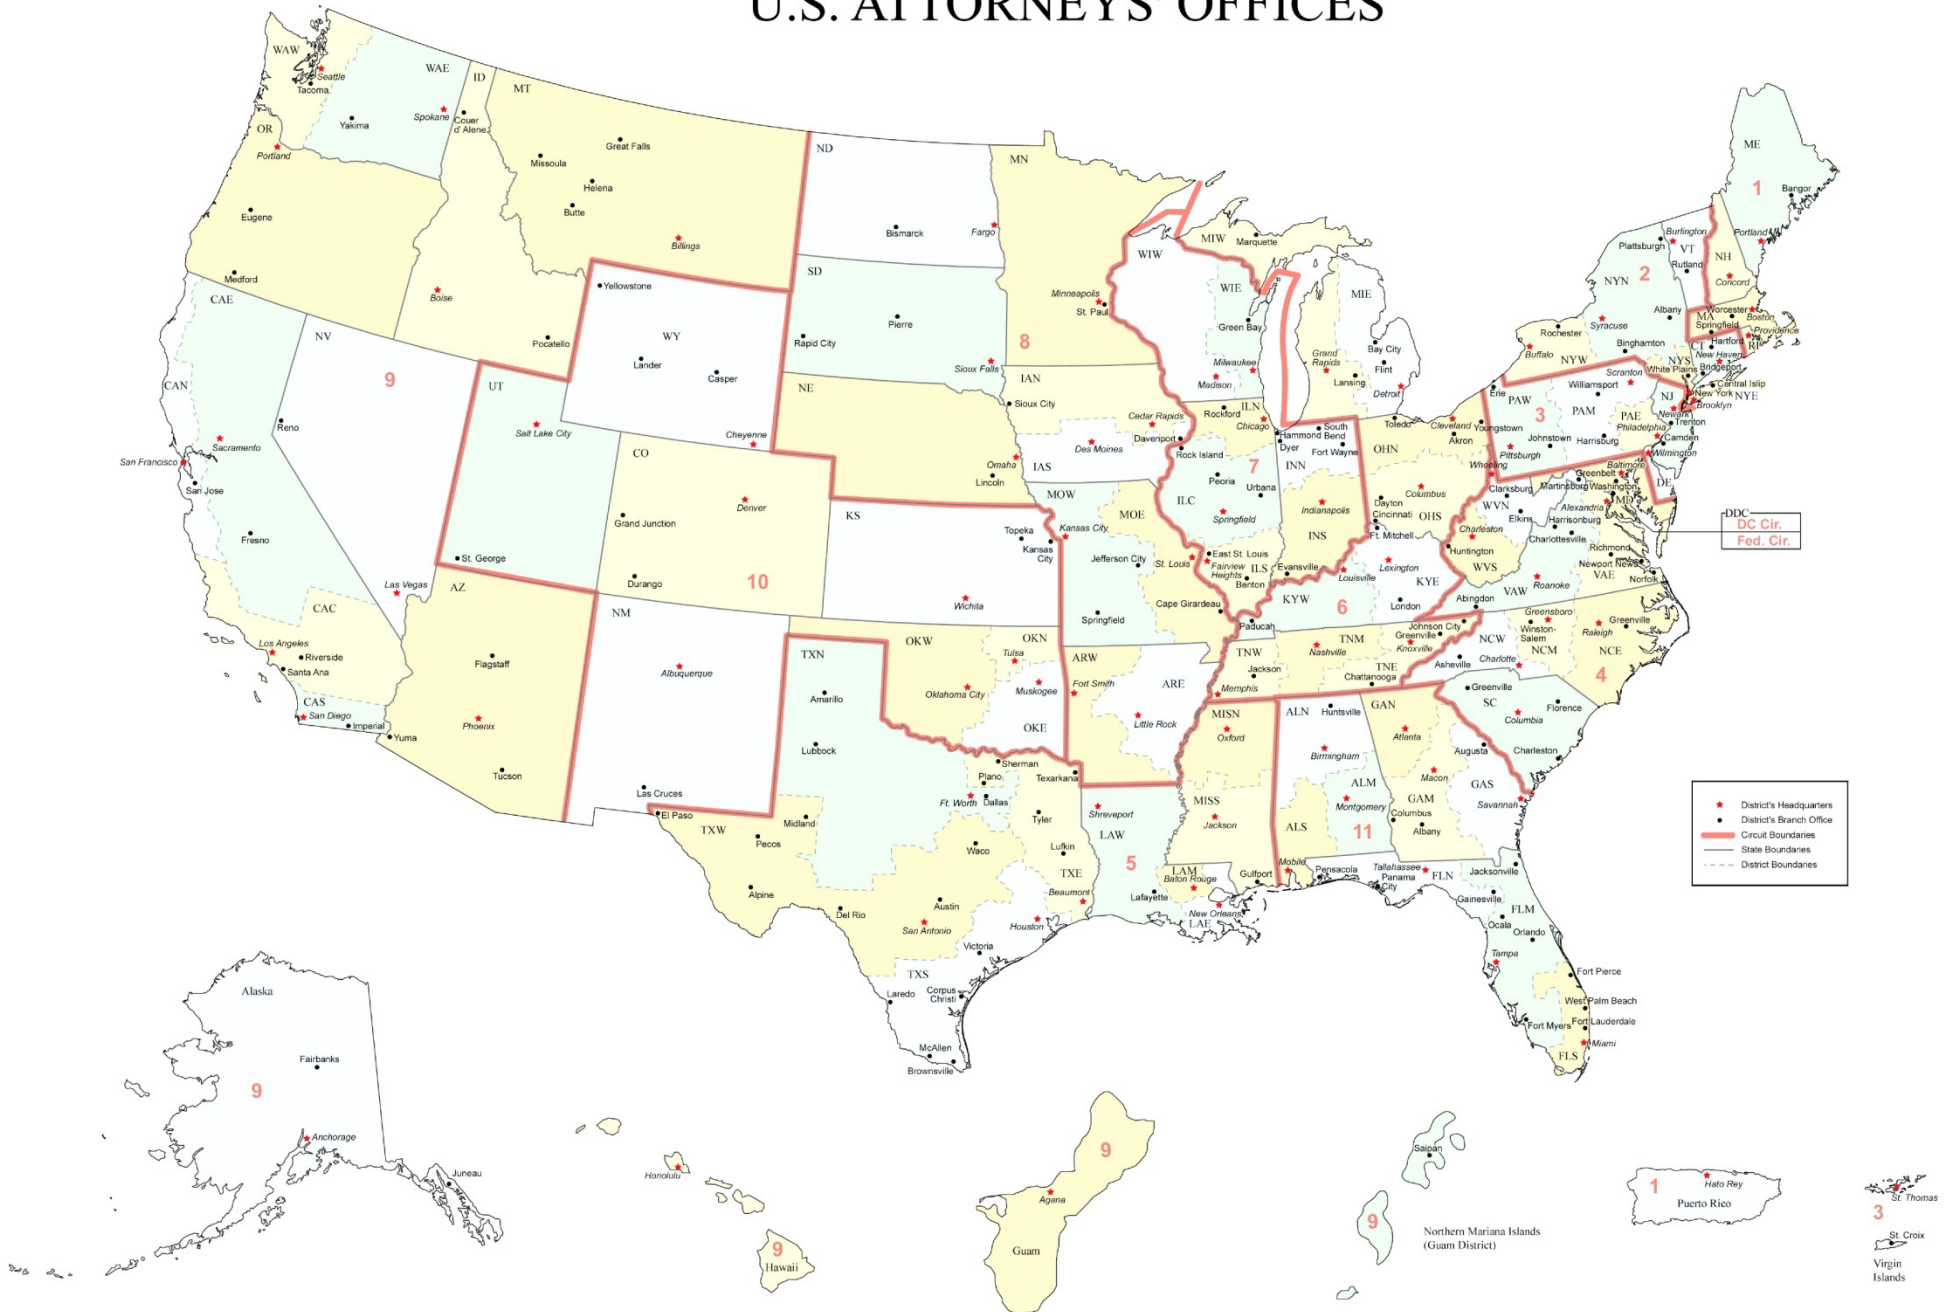 U.S. ATTORNEYS' OFFICES
WAW
Seattle
Tacoma
WAE
Spokane
Yakima
ID
Couer
d' Alene
Boise
Pocatello
OR
Portland
Eugene
Medford
MT
Great Falls
Missoula
Helena
Butte
Billings
ND
Bismarck
Fargo
SD
Pierre
Rapid City
Sioux Falls
MN
Minneapolis
St. Paul
8
WY
Yellowstone
Lander
Casper
Cheyenne
NE
Omaha
Lincoln
CAE
Sacramento
Fresno
CAN
San Francisco
San Jose
CAC
Los Angeles
Riverside
Santa Ana
CAS
San Diego
Imperial
NV
9
Reno
Las Vegas
UT
Salt Lake City
St. George
CO
Denver
Grand Junction
Durango
10
KS
Topeka
Kansas
City
Wichita
AZ
Flagstaff
Phoenix
Yuma
Tucson
NM
Albuquerque
Las Cruces
OKW
Oklahoma City
OKN
Tulsa
Muskogee
OKE
TXN
Amarillo
Lubbock
Ft. Worth
Dallas
TXW
El Paso
Midland
Pecos
Alpine
Del Rio
Waco
Austin
San Antonio
TXE
Sherman
Plano
Texarkana
Tyler
Lufkin
Beaumont
TXS
Houston
Victoria
Laredo
Corpus
Christi
McAllen
Brownsville
IAN
Sioux City
Cedar Rapids
IAS
Des Moines
Davenport
MOW
Kansas City
Jefferson City
Springfield
MOE
St. Louis
Cape Girardeau
ARW
Fort Smith
ARE
Little Rock
LAW
Shreveport
Lafayette
5
LAM
Baton Rouge
LAE
New Orleans
WIW
Madison
WIE
Green Bay
Milwaukee
MIW
Marquette
Grand
Rapids
Lansing
MIE
Bay City
Flint
Detroit
ILN
Rockford
Chicago
7
ILC
Rock Island
Peoria
Urbana
Springfield
ILS
East St. Louis
Fairview
Heights
Benton
INN
Hammond
Dyer
South
Bend
Fort Wayne
INS
Indianapolis
Evansville
OHN
Toledo
Cleveland
Akron
Youngstown
OHS
Columbus
Dayton
Cincinnati
KYW
Louisville
Paducah
6
KYE
Ft. Mitchell
Lexington
London
TNW
Jackson
Memphis
TNM
Nashville
TNE
Johnson City
Greenville
Knoxville
Chattanooga
MISN
Oxford
MISS
Jackson
Gulfport
ALN
Huntsville
Birmingham
ALM
Montgomery
11
ALS
Mobile
GAN
Atlanta
GAM
Macon
Columbus
Albany
GAS
Augusta
Savannah
FLN
Pensacola
Tallahassee
Panama
City
Gainesville
FLM
Jacksonville
Ocala
Orlando
Tampa
Fort Myers
FLS
Fort Pierce
West Palm Beach
Fort Lauderdale
Miami
SC
Greenville
Columbia
Florence
Charleston
NCW
Asheville
Charlotte
NCM
Greensboro
Winston-
Salem
NCE
Raleigh
Greenville
4
WVN
Wheeling
Clarksburg
Martinsburg
Elkins
WVS
Charleston
Huntington
VAW
Harrisonburg
Charlottesville
Roanoke
Abingdon
VAE
Alexandria
Richmond
Newport News
Norfolk
MD
Baltimore
Greenbelt
Washington
DE
Wilmington
DDC
DC Cir.
Fed. Cir.
PAW
Erie
Johnstown
Pittsburgh
3
PAM
Williamsport
Scranton
Harrisburg
PAE
Philadelphia
NJ
Newark
Trenton
Camden
NYW
Rochester
Buffalo
NYN
Plattsburgh
Albany
Syracuse
Binghamton
2
NYS
White Plains
New York
NYE
Central Islip
Brooklyn
CT
Hartford
New Haven
Bridgeport
RI
Providence
MA
Worcester
Boston
Springfield
VT
Burlington
Rutland
NH
Concord
ME
1
Bangor
Portland
District's Headquarters
District's Branch Office
Circuit Boundaries
State Boundaries
District Boundaries
Alaska
Fairbanks
9
Anchorage
Juneau
Honolulu
9
Hawaii
9
Agana
Guam
Saipan
9
Northern Mariana Islands
(Guam District)
1
Hato Rey
Puerto Rico
St. Thomas
3
St. Croix
Virgin
Islands